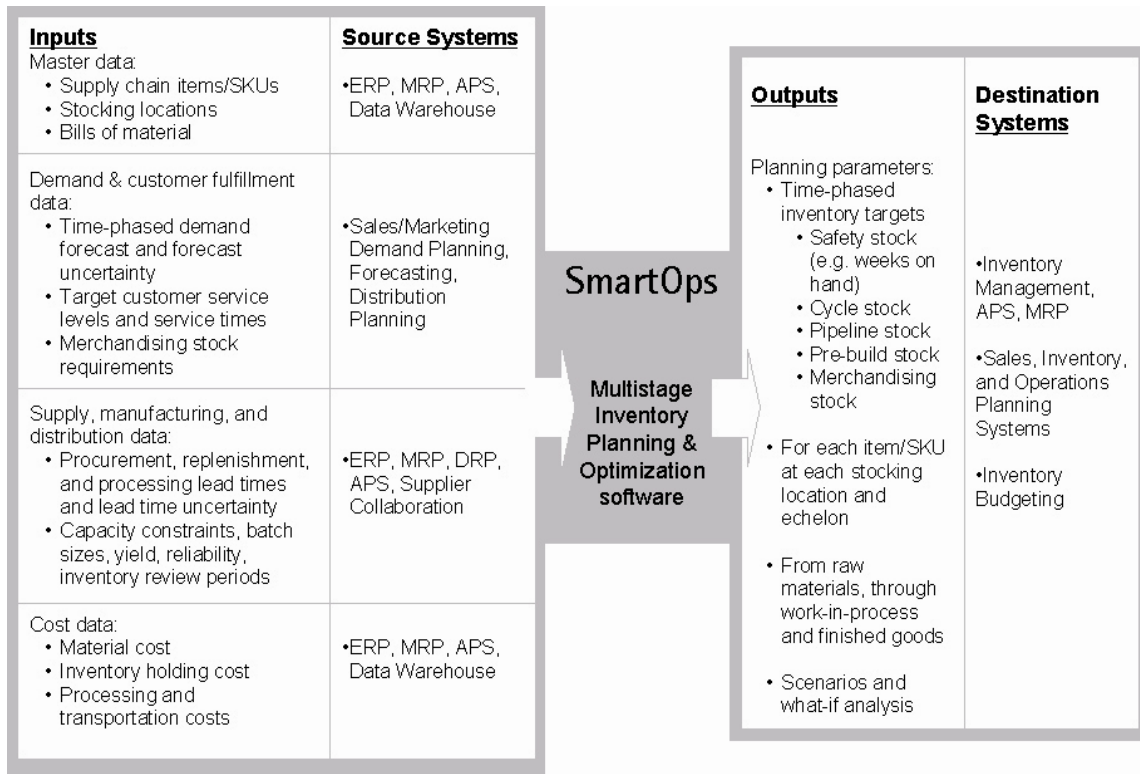 Inputs
Master data:
• Supply chain items/SKUs
• Stocking locations
• Bills of material
Source Systems
•ERP, MRP, APS,
Data Warehouse
Demand & customer fulfillment
data:
• Time-phased demand
forecast and forecast
uncertainty
• Target customer service
levels and service times
• Merchandising stock
requirements
•Sales/Marketing
Demand Planning,
Forecasting,
Distribution
Planning
Supply, manufacturing, and
distribution data:
• Procurement, replenishment,
and processing lead times
and lead time uncertainty
• Capacity constraints, batch
sizes, yield, reliability,
inventory review periods
•ERP, MRP, DRP,
APS, Supplier
Collaboration
Cost data:
• Material cost
• Inventory holding cost
• Processing and
transportation costs
•ERP, MRP, APS,
Data Warehouse
SmartOps
Multistage
Inventory
Planning &
Optimization
software
Outputs
Planning parameters:
• Time-phased
inventory targets
• Safety stock
(e.g. weeks on
hand)
• Cycle stock
• Pipeline stock
• Pre-build stock
• Merchandising
stock
• For each item/SKU
at each stocking
location and
echelon
• From raw
materials, through
work-in-process
and finished goods
• Scenarios and
what-if analysis
Destination
Systems
•Inventory
Management,
APS, MRP
•Sales, Inventory,
and Operations
Planning
Systems
•Inventory
Budgeting